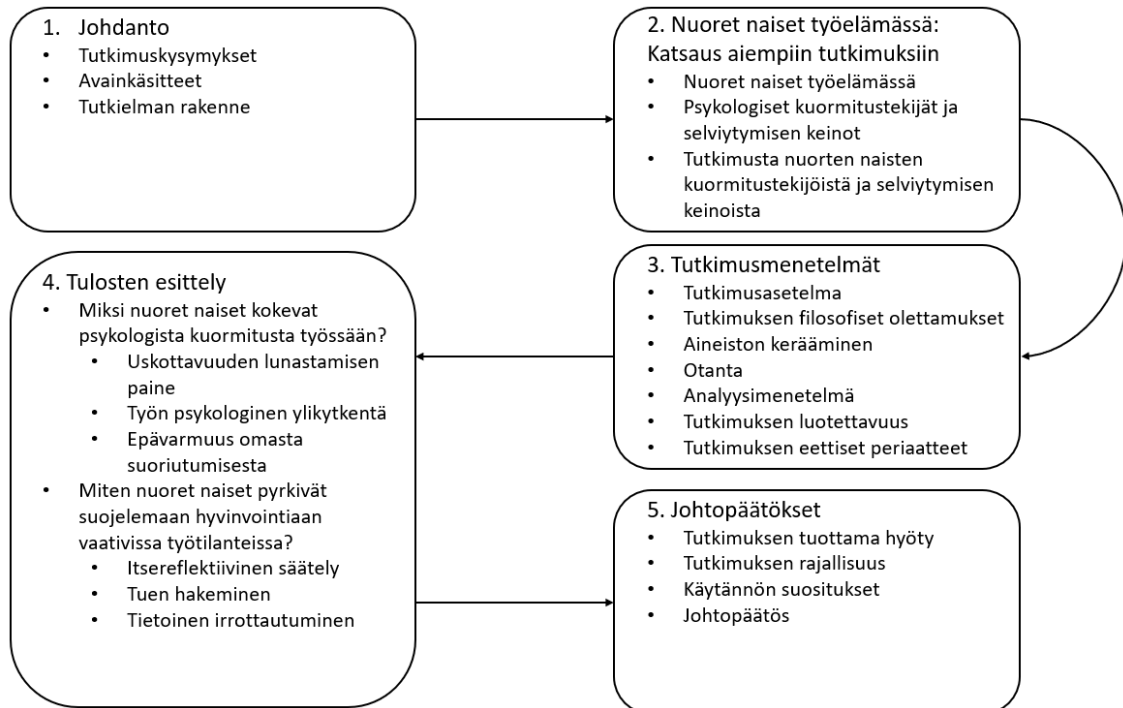 1. Johdanto
• Tutkimuskysymykset
• Avainkäsitteet
• Tutkielman rakenne
2. Nuoret naiset työelämässä:
Katsaus aiempiin tutkimuksiin
• Nuoret naiset työelämässä
• Psykologiset kuormitustekijät ja
selviytymisen keinot
• Tutkimusta nuorten naisten
kuormitustekijöistä ja selviytymisen
keinoista
3. Tutkimusmenetelmät
• Tutkimusasetelma
• Tutkimuksen filosofiset olettamukset
• Aineiston kerääminen
• Otanta
• Analyysimenetelmä
• Tutkimuksen luotettavuus
• Tutkimuksen eettiset periaatteet
4. Tulosten esittely
• Miksi nuoret naiset kokevat
psykologista kuormitusta työssään?
• Uskottavuuden lunastamisen
paine
• Työn psykologinen ylikytkentä
• Epävarmuus omasta
suoriutumisesta
• Miten nuoret naiset pyrkivät
suojelemaan hyvinvointiaan
vaativissa työtilanteissa?
• Itsereflektiivinen säätely
• Tuen hakeminen
• Tietoinen irrottautuminen
5. Johtopäätökset
• Tutkimuksen tuottama hyöty
• Tutkimuksen rajallisuus
• Käytännön suositukset
• Johtopäätös